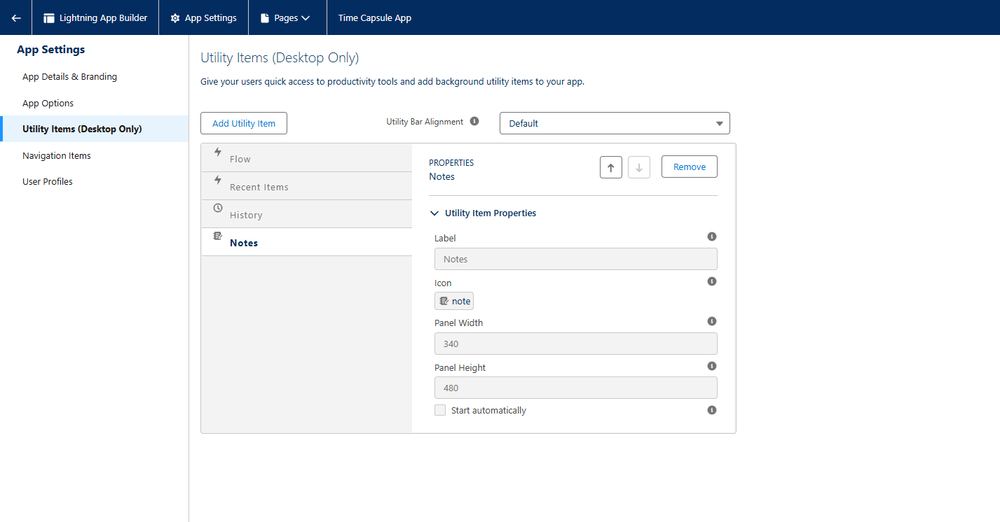 Lightning App Builder
App Settings
Pages
Time Capsule App
App Settings
App Details & Branding
App Options
Utility Items (Desktop Only)
Navigation Items
User Profiles
Utility Items (Desktop Only)
Give your users quick access to productivity tools and add background utility items to your app.
Add Utility Item
Utility Bar Alignment
Default
Flow
Recent Items
History
Notes
PROPERTIES
Notes
Remove
Utility Item Properties
Label
Notes
Icon
note
Panel Width
340
Panel Height
480
Start automatically